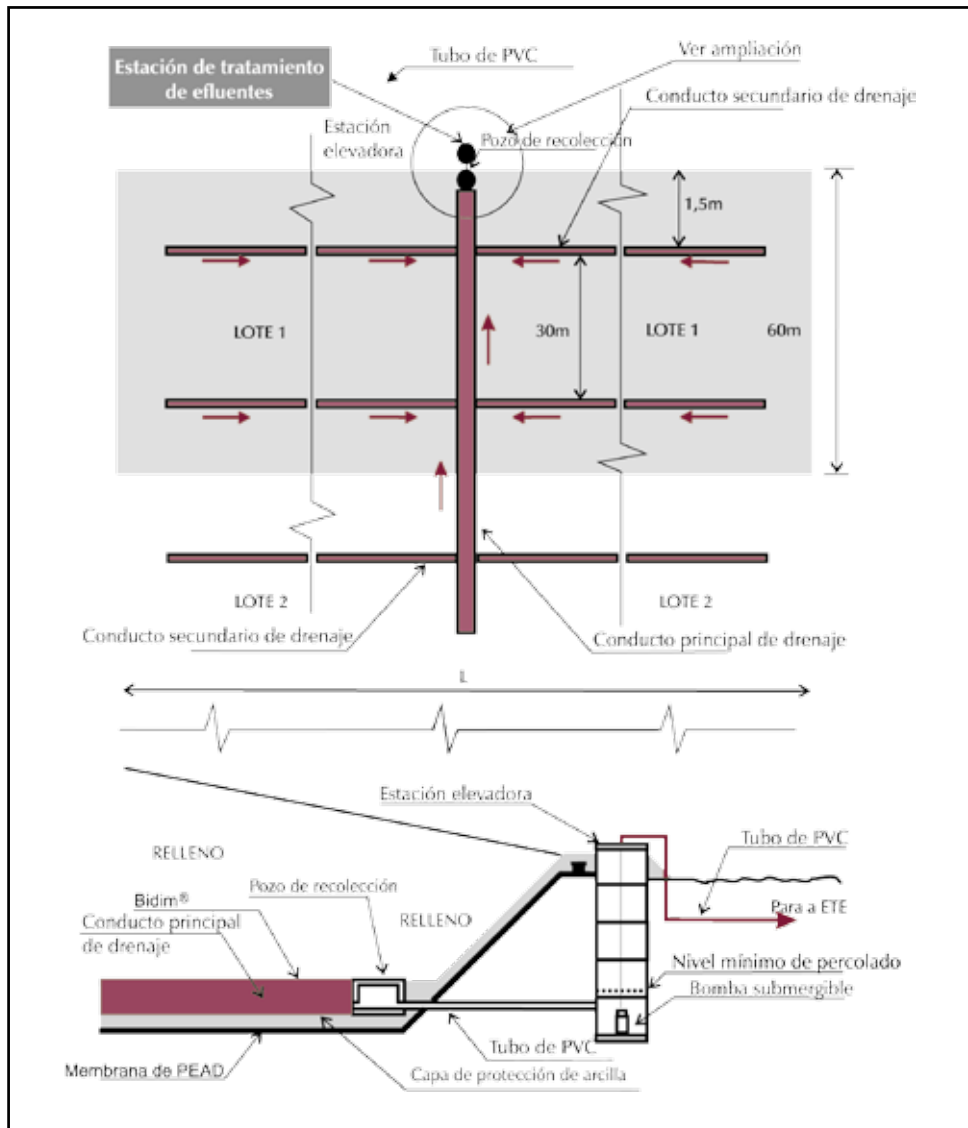 Tubo de PVC
Ver ampliación
Estación de tratamiento
de efluentes
Conducto secundario de drenaje
Estación
elevadora
Pozo de recolección
1,5m
LOTE 1
30m
LOTE 1
60m
LOTE 2
LOTE 2
Conducto secundario de drenaje
Conducto principal de drenaje
L
Estación elevadora
Tubo de PVC
RELLENO
Pozo de recolección
Bidim®
RELLENO
Para a ETE
Conducto principal
de drenaje
Nivel mínimo de percolado
Bomba submergible
Tubo de PVC
Membrana de PEAD
Capa de protección de arcilla